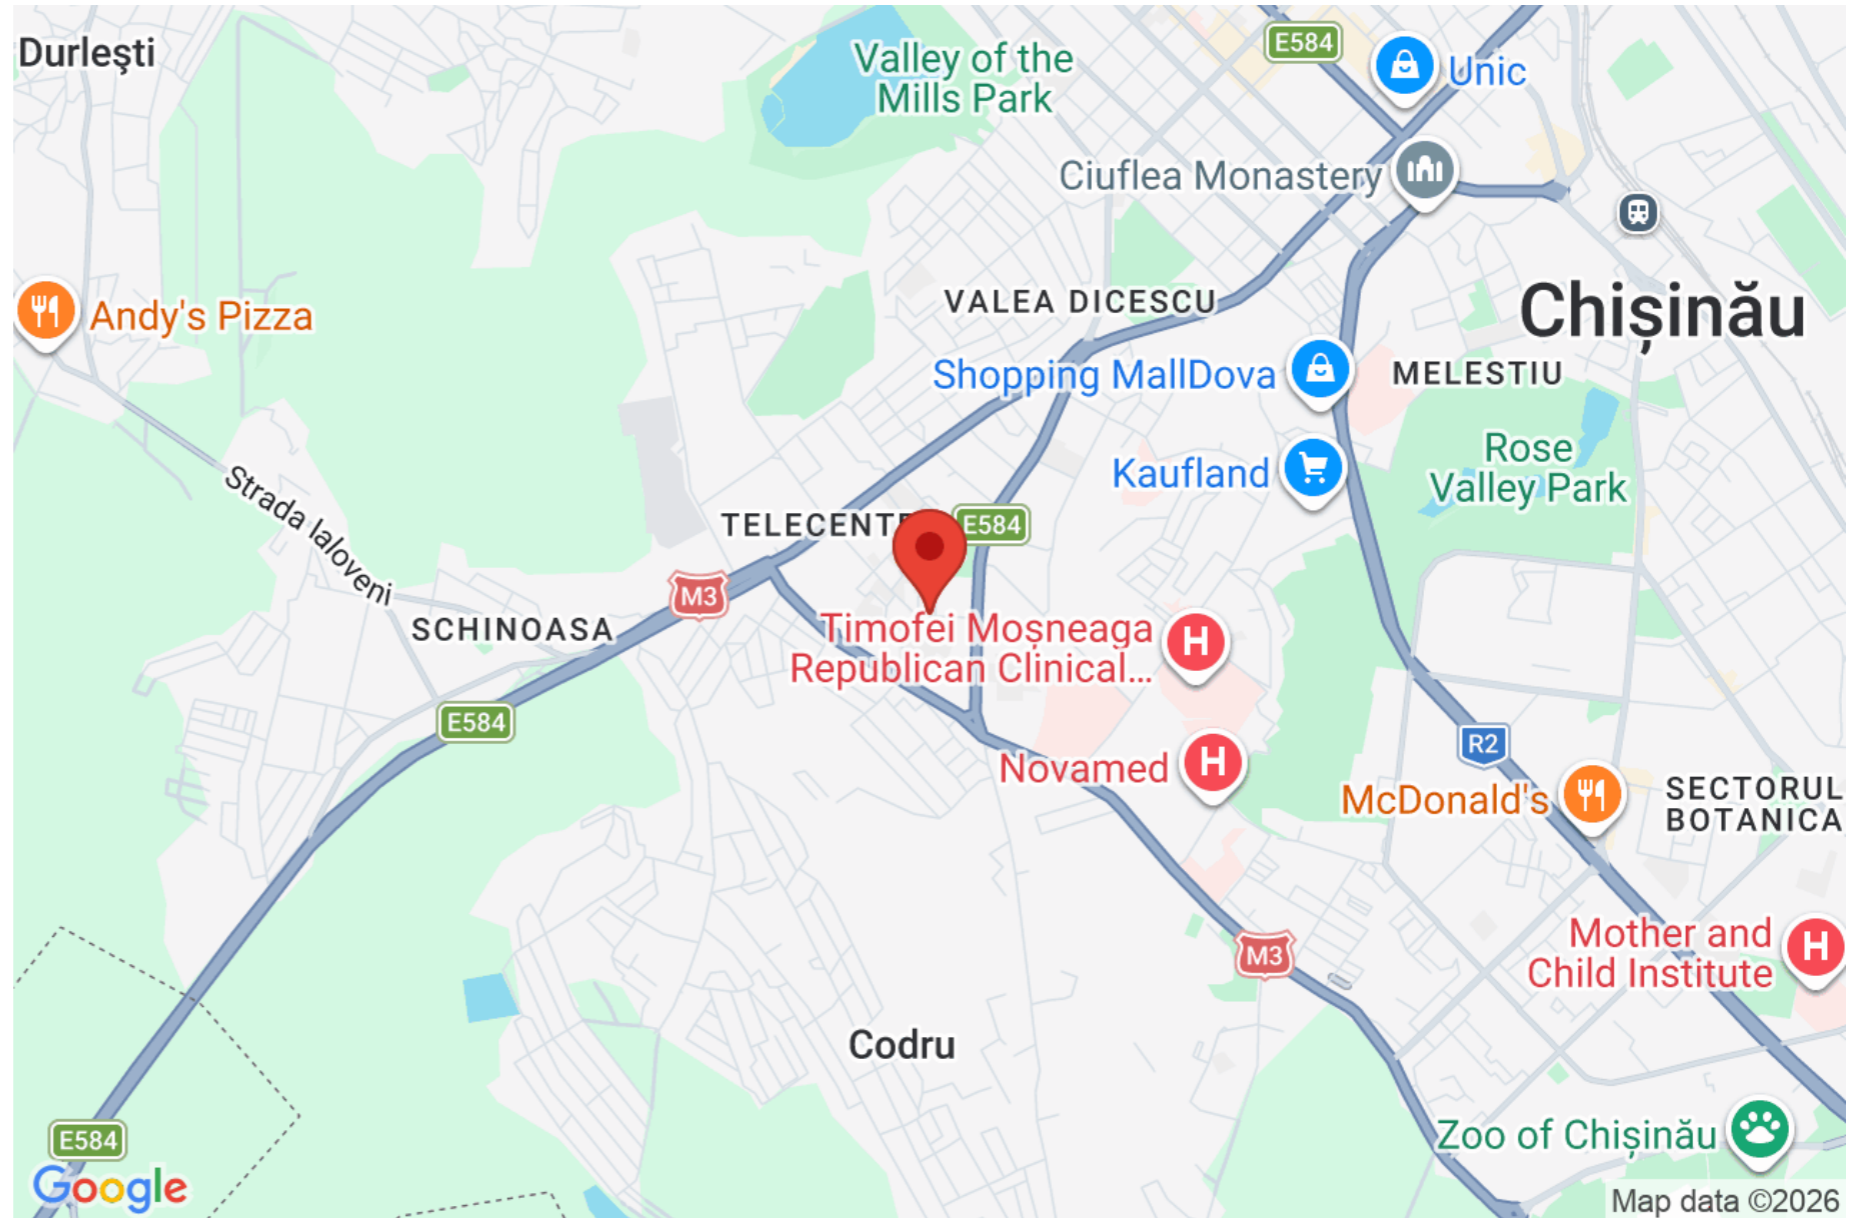 Durlești
Valley of the
Mills Park
E584
Unic
Ciuflea Monastery
Andy's Pizza
VALEA DICESCU
Chișinău
Shopping MallDova
MELESTIU
Kaufland
Rose
Valley Park
Strada Ialoveni
E584
M3
SCHINOASA
Timofei Moșneaga
Republican Clinical...
H
E584
R2
Novamed
H
McDonald's
SECTORUL
BOTANICA
M3
Mother and
Child Institute
H
Codru
E584
Zoo of Chișinău
Google
Map data ©2026